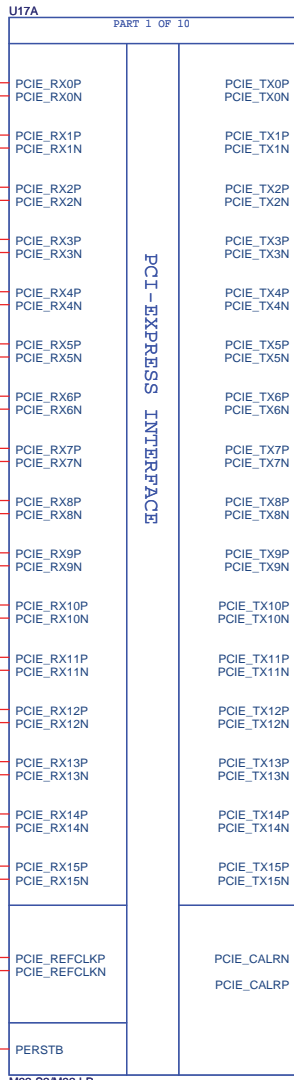 U17A
PART 1 OF 10
PCIE_RX0P
PCIE_RX0N
PCIE_RX1P
PCIE_RX1N
PCIE_RX2P
PCIE_RX2N
PCIE_RX3P
PCIE_RX3N
PCIE_RX4P
PCIE_RX4N
PCIE_RX5P
PCIE_RX5N
PCIE_RX6P
PCIE_RX6N
PCIE_RX7P
PCIE_RX7N
PCIE_RX8P
PCIE_RX8N
PCIE_RX9P
PCIE_RX9N
PCIE_RX10P
PCIE_RX10N
PCIE_RX11P
PCIE_RX11N
PCIE_RX12P
PCIE_RX12N
PCIE_RX13P
PCIE_RX13N
PCIE_RX14P
PCIE_RX14N
PCIE_RX15P
PCIE_RX15N
PCIE_REFCLKP
PCIE_REFCLKN
PERSTB
PCI-EXPRESS INTERFACE
PCIE_TX0P
PCIE_TX0N
PCIE_TX1P
PCIE_TX1N
PCIE_TX2P
PCIE_TX2N
PCIE_TX3P
PCIE_TX3N
PCIE_TX4P
PCIE_TX4N
PCIE_TX5P
PCIE_TX5N
PCIE_TX6P
PCIE_TX6N
PCIE_TX7P
PCIE_TX7N
PCIE_TX8P
PCIE_TX8N
PCIE_TX9P
PCIE_TX9N
PCIE_TX10P
PCIE_TX10N
PCIE_TX11P
PCIE_TX11N
PCIE_TX12P
PCIE_TX12N
PCIE_TX13P
PCIE_TX13N
PCIE_TX14P
PCIE_TX14N
PCIE_TX15P
PCIE_TX15N
PCIE_CALRN
PCIE_CALRP